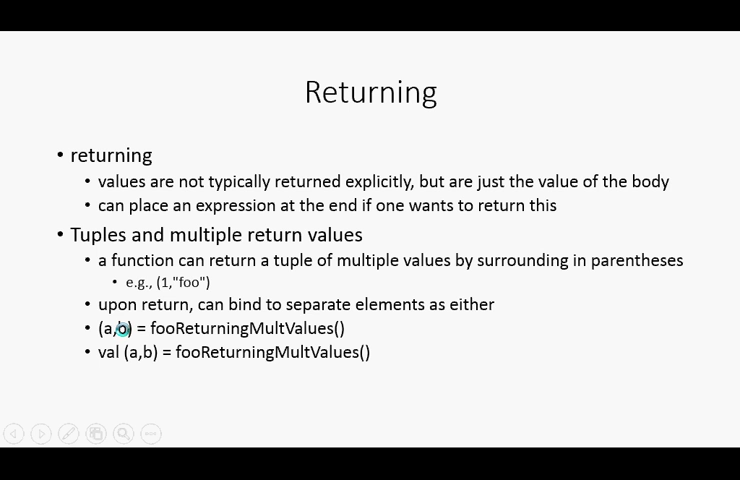 Returning
• returning
• values are not typically returned explicitly, but are just the value of the body
• can place an expression at the end if one wants to return this
• Tuples and multiple return values
• a function can return a tuple of multiple values by surrounding in parentheses
• e.g., (1,"foo")
• upon return, can bind to separate elements as either
• (a,b) = fooReturningMultValues()
• val (a,b) = fooReturningMultValues()